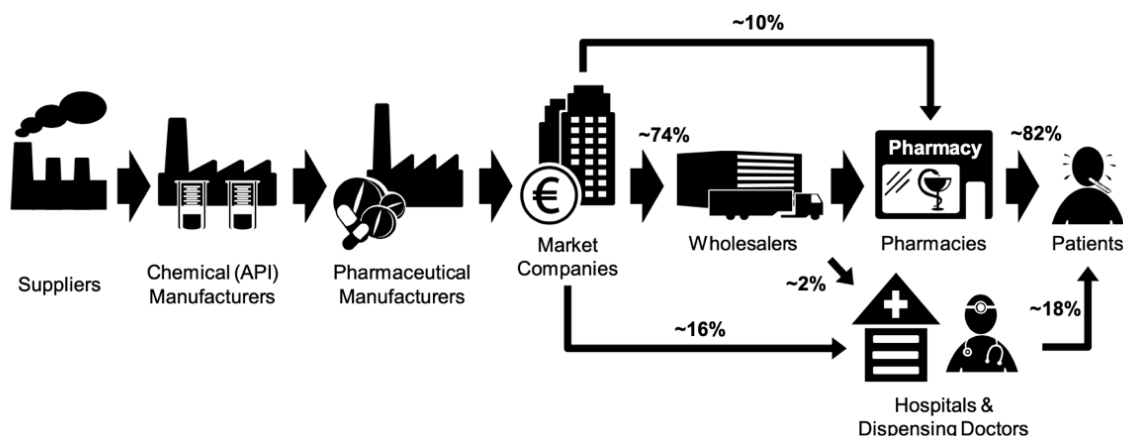 ~10%
~74%
~82%
Pharmacy
€
Suppliers
Chemical (API)
Manufacturers
Pharmaceutical
Manufacturers
Market
Companies
Wholesalers
Pharmacies
Patients
~2%
~16%
~18%
Hospitals &
Dispensing Doctors